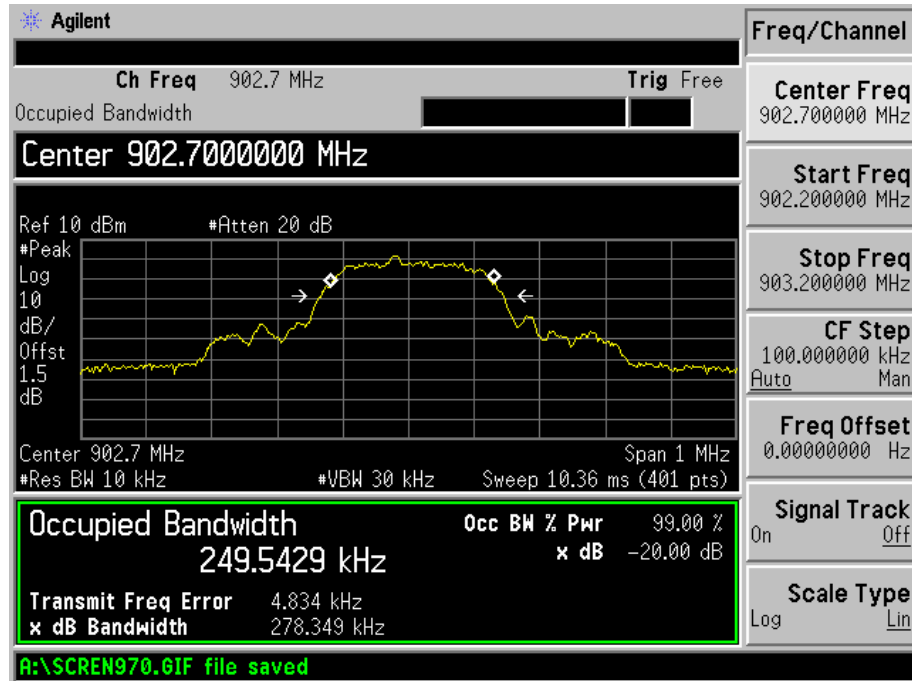 Agilent
Ch Freq 902.7 MHz Trig Free
Occupied Bandwidth
Center 902.7000000 MHz
Ref 10 dBm #Atten 20 dB
#Peak
Log
10
dB/
Offst
1.5
dB
Center 902.7 MHz Span 1 MHz
#Res BW 10 kHz #VBW 30 kHz Sweep 10.36 ms (401 pts)
Occupied Bandwidth
249.5429 kHz
Occ BW % Pwr 99.00 %
x dB -20.00 dB
Transmit Freq Error 4.834 kHz
x dB Bandwidth 278.349 kHz
A:\SCREN970.GIF file saved
Freq/Channel
Center Freq
902.700000 MHz
Start Freq
902.200000 MHz
Stop Freq
903.200000 MHz
CF Step
100.000000 kHz
Auto Man
Freq Offset
0.00000000 Hz
Signal Track
On Off
Scale Type
Log Lin